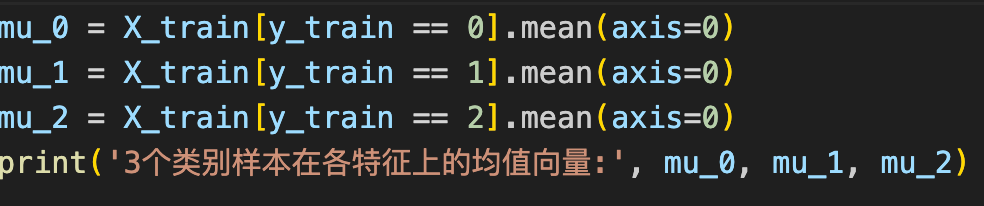 mu_0 = X_train[y_train == 0].mean(axis=0)
mu_1 = X_train[y_train == 1].mean(axis=0)
mu_2 = X_train[y_train == 2].mean(axis=0)
print('3个类别样本在各特征上的均值向量:', mu_0, mu_1, mu_2)